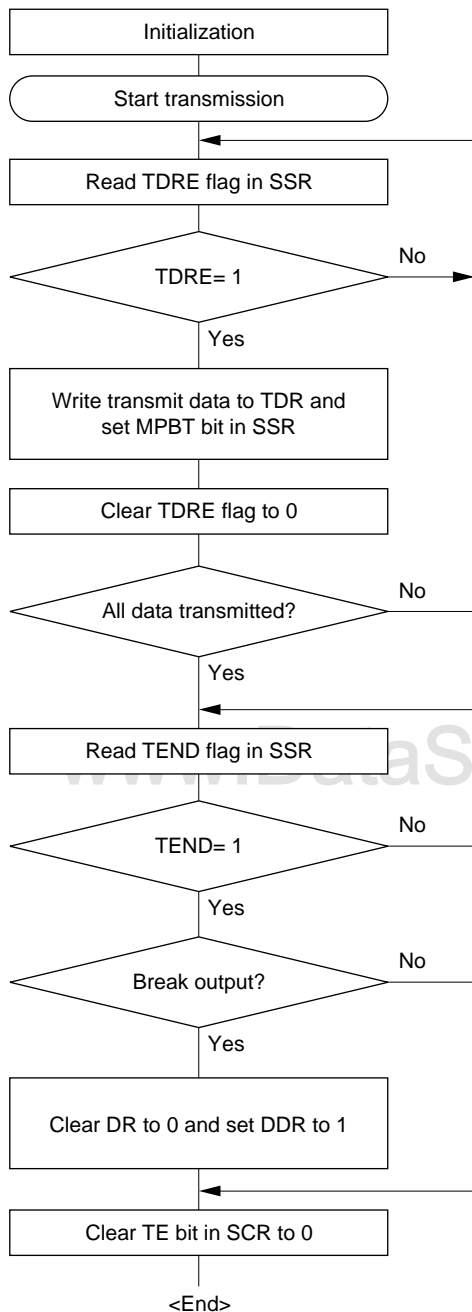 Initialization
Start transmission
Read TDRE flag in SSR
TDRE= 1
No
Yes
Write transmit data to TDR and
set MPBT bit in SSR
Clear TDRE flag to 0
All data transmitted?
No
Yes
Read TEND flag in SSR
www.DataS
TEND= 1
No
Yes
Break output?
No
Yes
Clear DR to 0 and set DDR to 1
Clear TE bit in SCR to 0
<End>